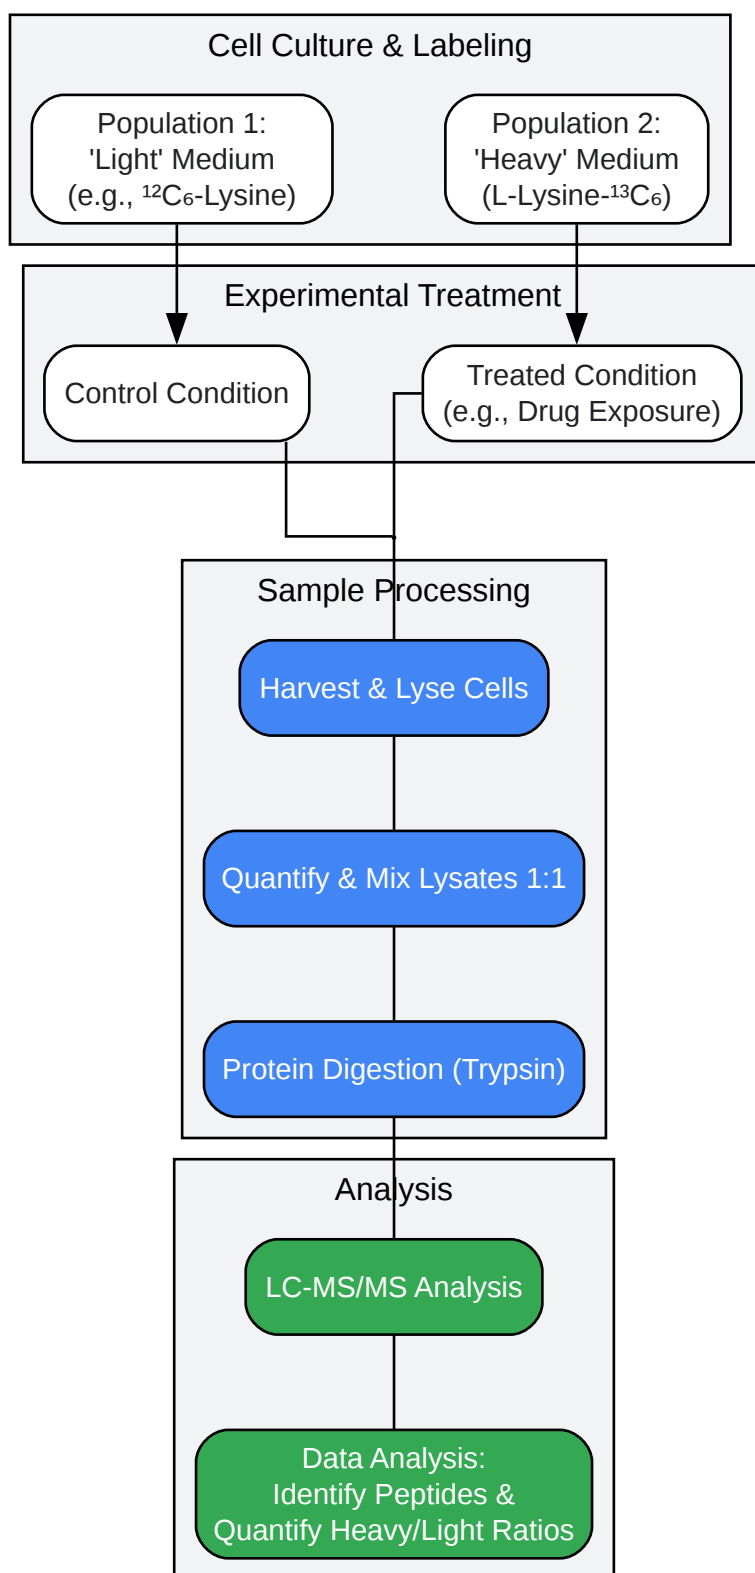 Cell Culture & Labeling
Population 1:
'Light' Medium
(e.g., ¹²C₆-Lysine)
Population 2:
'Heavy' Medium
(L-Lysine-¹³C₆)
Experimental Treatment
Control Condition
Treated Condition
(e.g., Drug Exposure)
Sample Processing
Harvest & Lyse Cells
Quantify & Mix Lysates 1:1
Protein Digestion (Trypsin)
Analysis
LC-MS/MS Analysis
Data Analysis:
Identify Peptides &
Quantify Heavy/Light Ratios